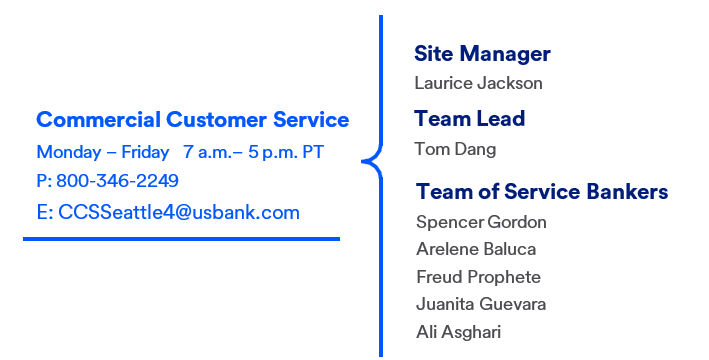 Commercial Customer Service
Monday – Friday   7 a.m.– 5 p.m. PT
P: 800-346-2249
E: CCSSeattle4@usbank.com
Site Manager
Laurice Jackson
Team Lead
Tom Dang
Team of Service Bankers
Spencer Gordon
Arelene Baluca
Freud Prophete
Juanita Guevara
Ali Asghari